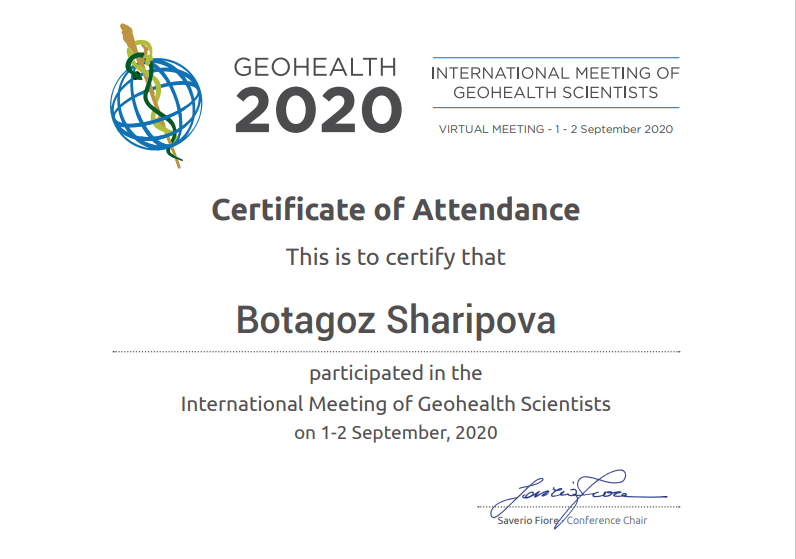 GEOHEALTH
2020
INTERNATIONAL MEETING OF
GEOHEALTH SCIENTISTS
VIRTUAL MEETING - 1 - 2 September 2020
Certificate of Attendance
This is to certify that
Botagoz Sharipova
participated in the
International Meeting of Geohealth Scientists
on 1-2 September, 2020
Saverio Fiore
Saverio Fiore, Conference Chair